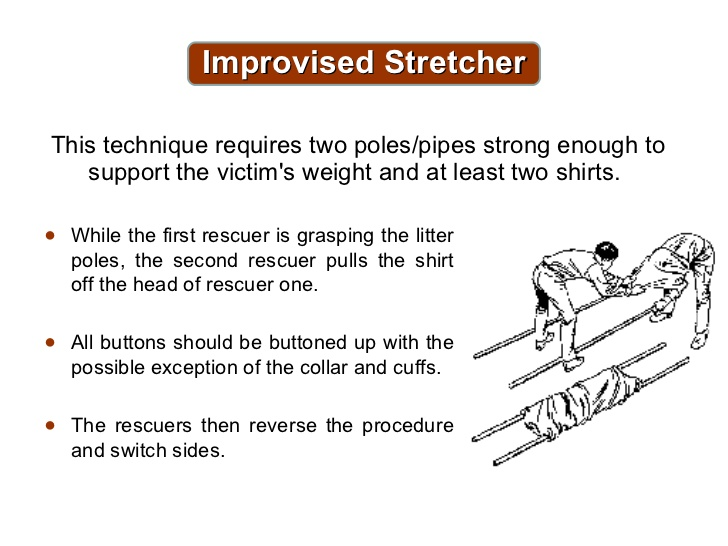 Improvised Stretcher
This technique requires two poles/pipes strong enough to
support the victim's weight and at least two shirts.
● While the first rescuer is grasping the litter
poles, the second rescuer pulls the shirt
off the head of rescuer one.
● All buttons should be buttoned up with the
possible exception of the collar and cuffs.
● The rescuers then reverse the procedure
and switch sides.